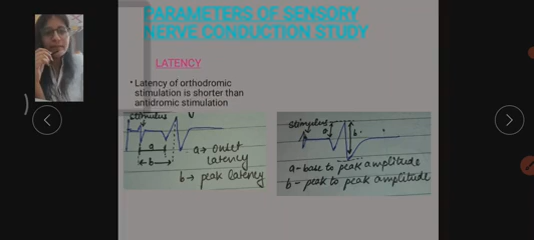 PARAMETERS OF SENSORY
NERVE CONDUCTION STUDY
LATENCY
• Latency of orthodromic
stimulation is shorter than
antidromic stimulation
Stimulus
a
b
a → onset
latency
b → peak latency
Stimulus
a
b
a - base to peak amplitude
b - peak to peak amplitude